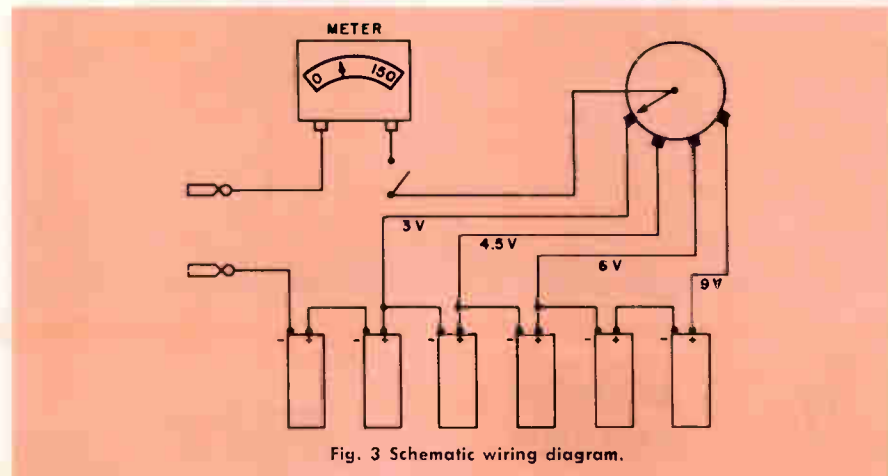 METER
0 150
3 V
4.5 V
6 V
9 V
- + - + - + - + - + - +
Fig. 3 Schematic wiring diagram.